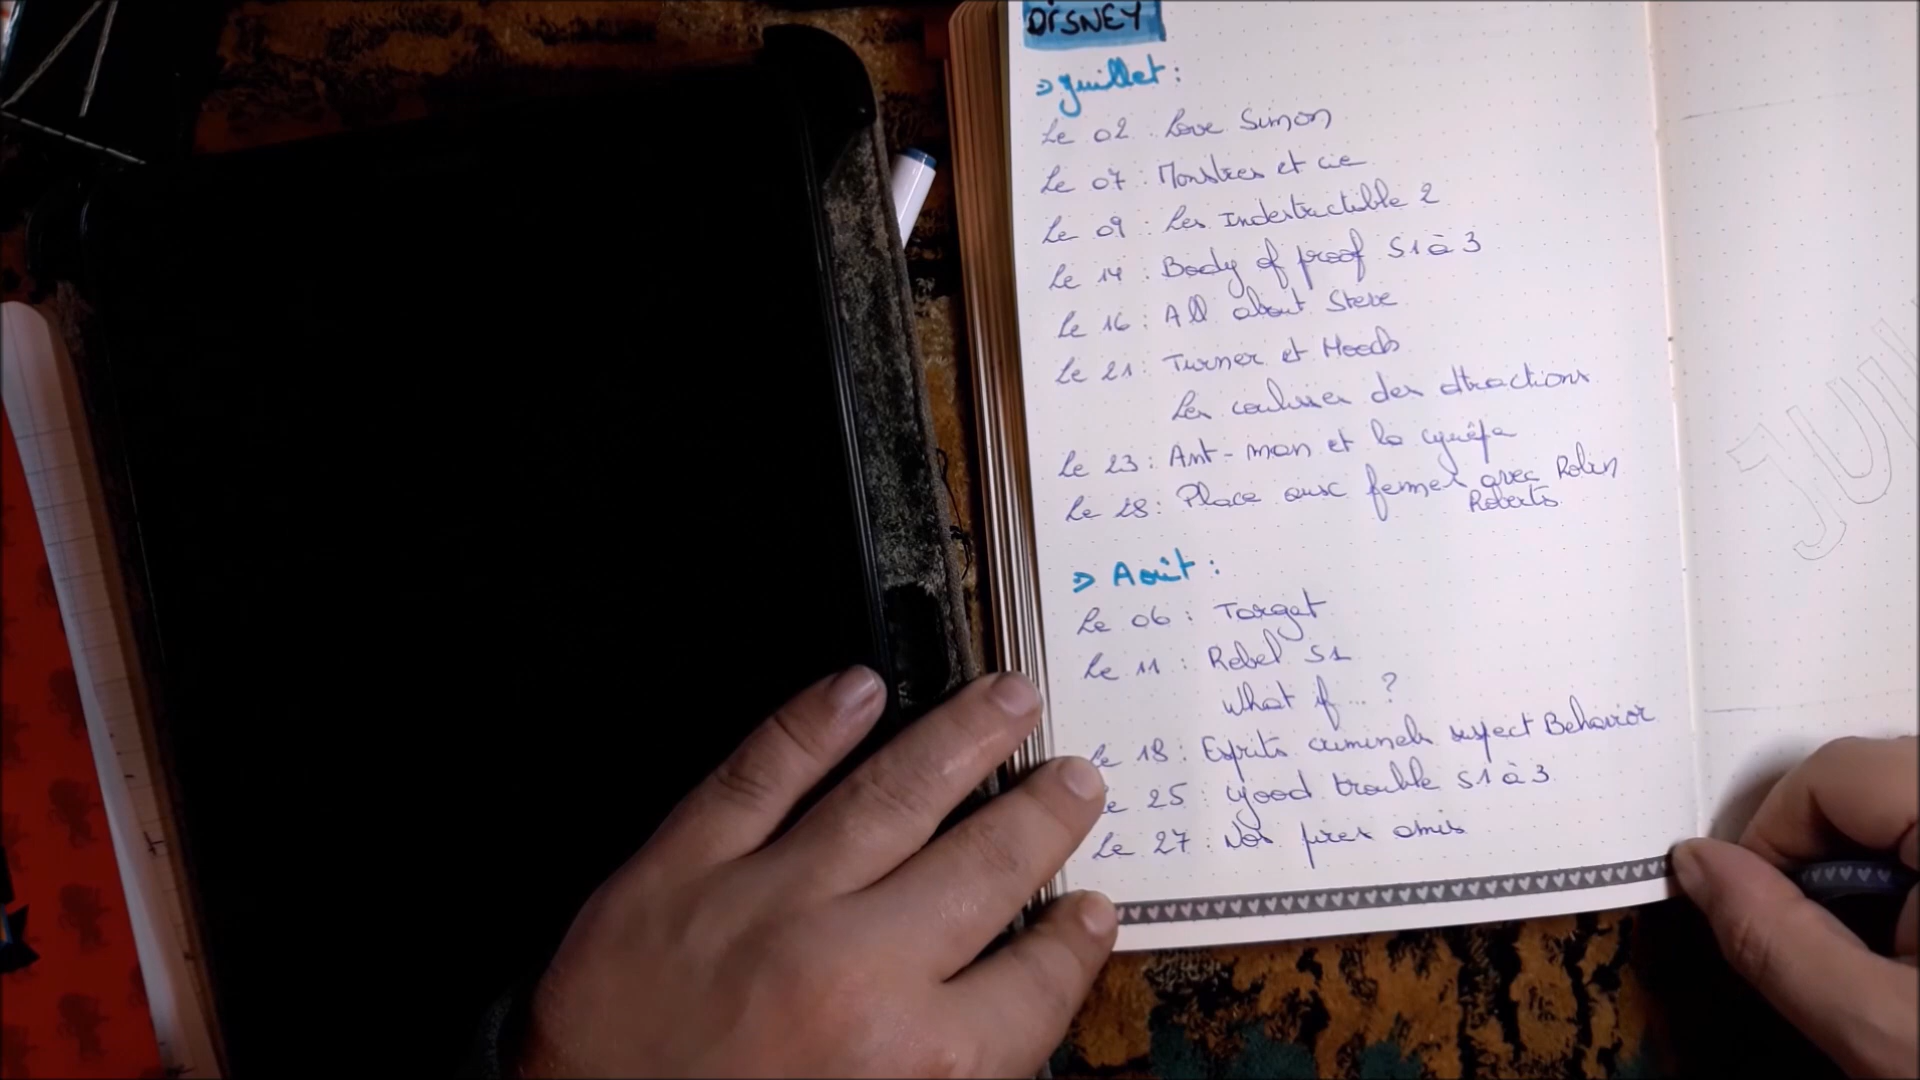 DiSNEY
⇒ Juillet :
Le 02 : Love Simon
Le 07 : Monstres et cie
Le 09 : Les Indestructible 2
Le 14 : Body of proof S1 à 3
Le 16 : All about Steve
Le 21 : Turner et Hooch
Les coulisses des attractions
Le 23 : Ant-man et la guêpe
Le 28 : Place aux femmes avec Robin
Roberts
⇒ Août :
Le 06 : Target
Le 11 : Rebel S1
What if... ?
Le 18 : Esprits criminels suspect Behavior
Le 25 : Good trouble S1 à 3
Le 27 : Nos pires amis
JUI